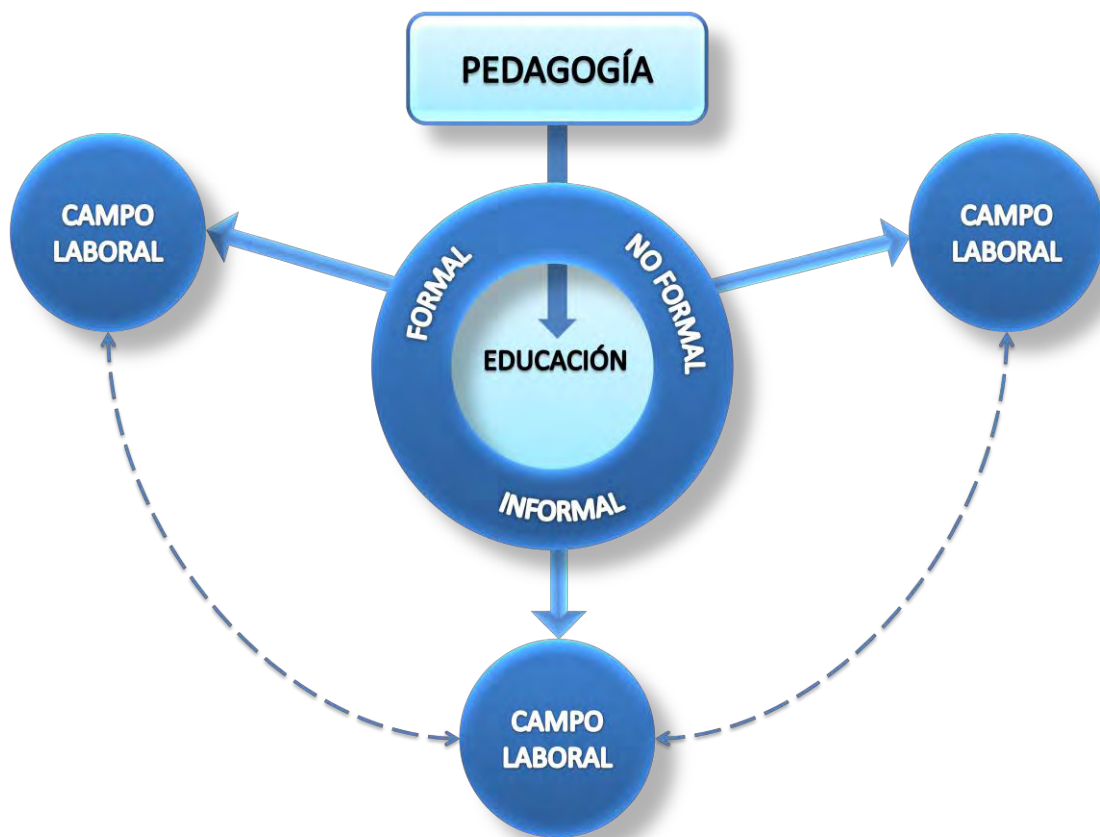 PEDAGOGÍA
CAMPO
LABORAL
FORMAL
NO FORMAL
CAMPO
LABORAL
EDUCACIÓN
INFORMAL
CAMPO
LABORAL